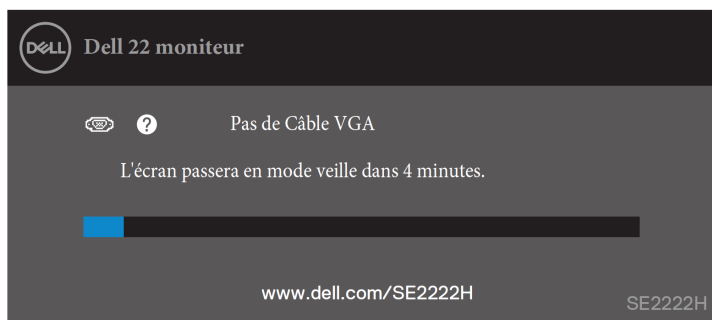 DELL
Dell 22 moniteur
Pas de Câble VGA
L'écran passera en mode veille dans 4 minutes.
www.dell.com/SE2222H
SE2222H